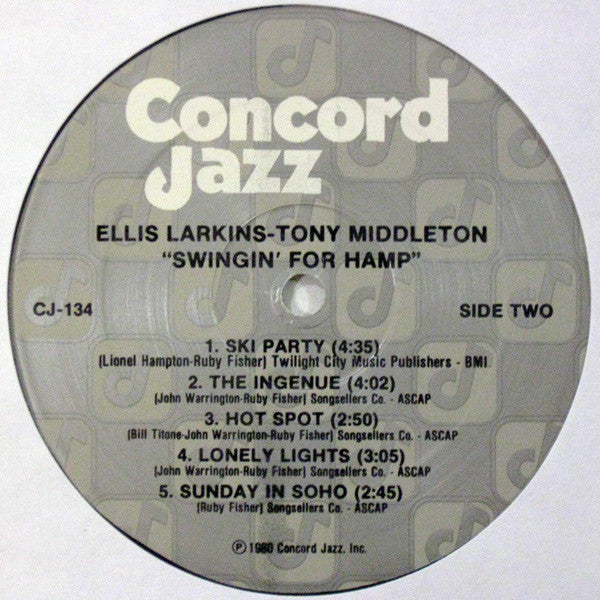 Concord
Jazz
ELLIS LARKINS-TONY MIDDLETON
"SWINGIN' FOR HAMP"
CJ-134 SIDE TWO
1. SKI PARTY (4:35)
(Lionel Hampton-Ruby Fisher) Twilight City Music Publishers - BMI
2. THE INGENUE (4:02)
(John Warrington-Ruby Fisher) Songsellers Co. - ASCAP
3. HOT SPOT (2:50)
(Bill Titone-John Warrington-Ruby Fisher) Songsellers Co. - ASCAP
4. LONELY LIGHTS (3:05)
(John Warrington-Ruby Fisher) Songsellers Co. - ASCAP
5. SUNDAY IN SOHO (2:45)
(Ruby Fisher) Songsellers Co. - ASCAP
℗ 1980 Concord Jazz, Inc.